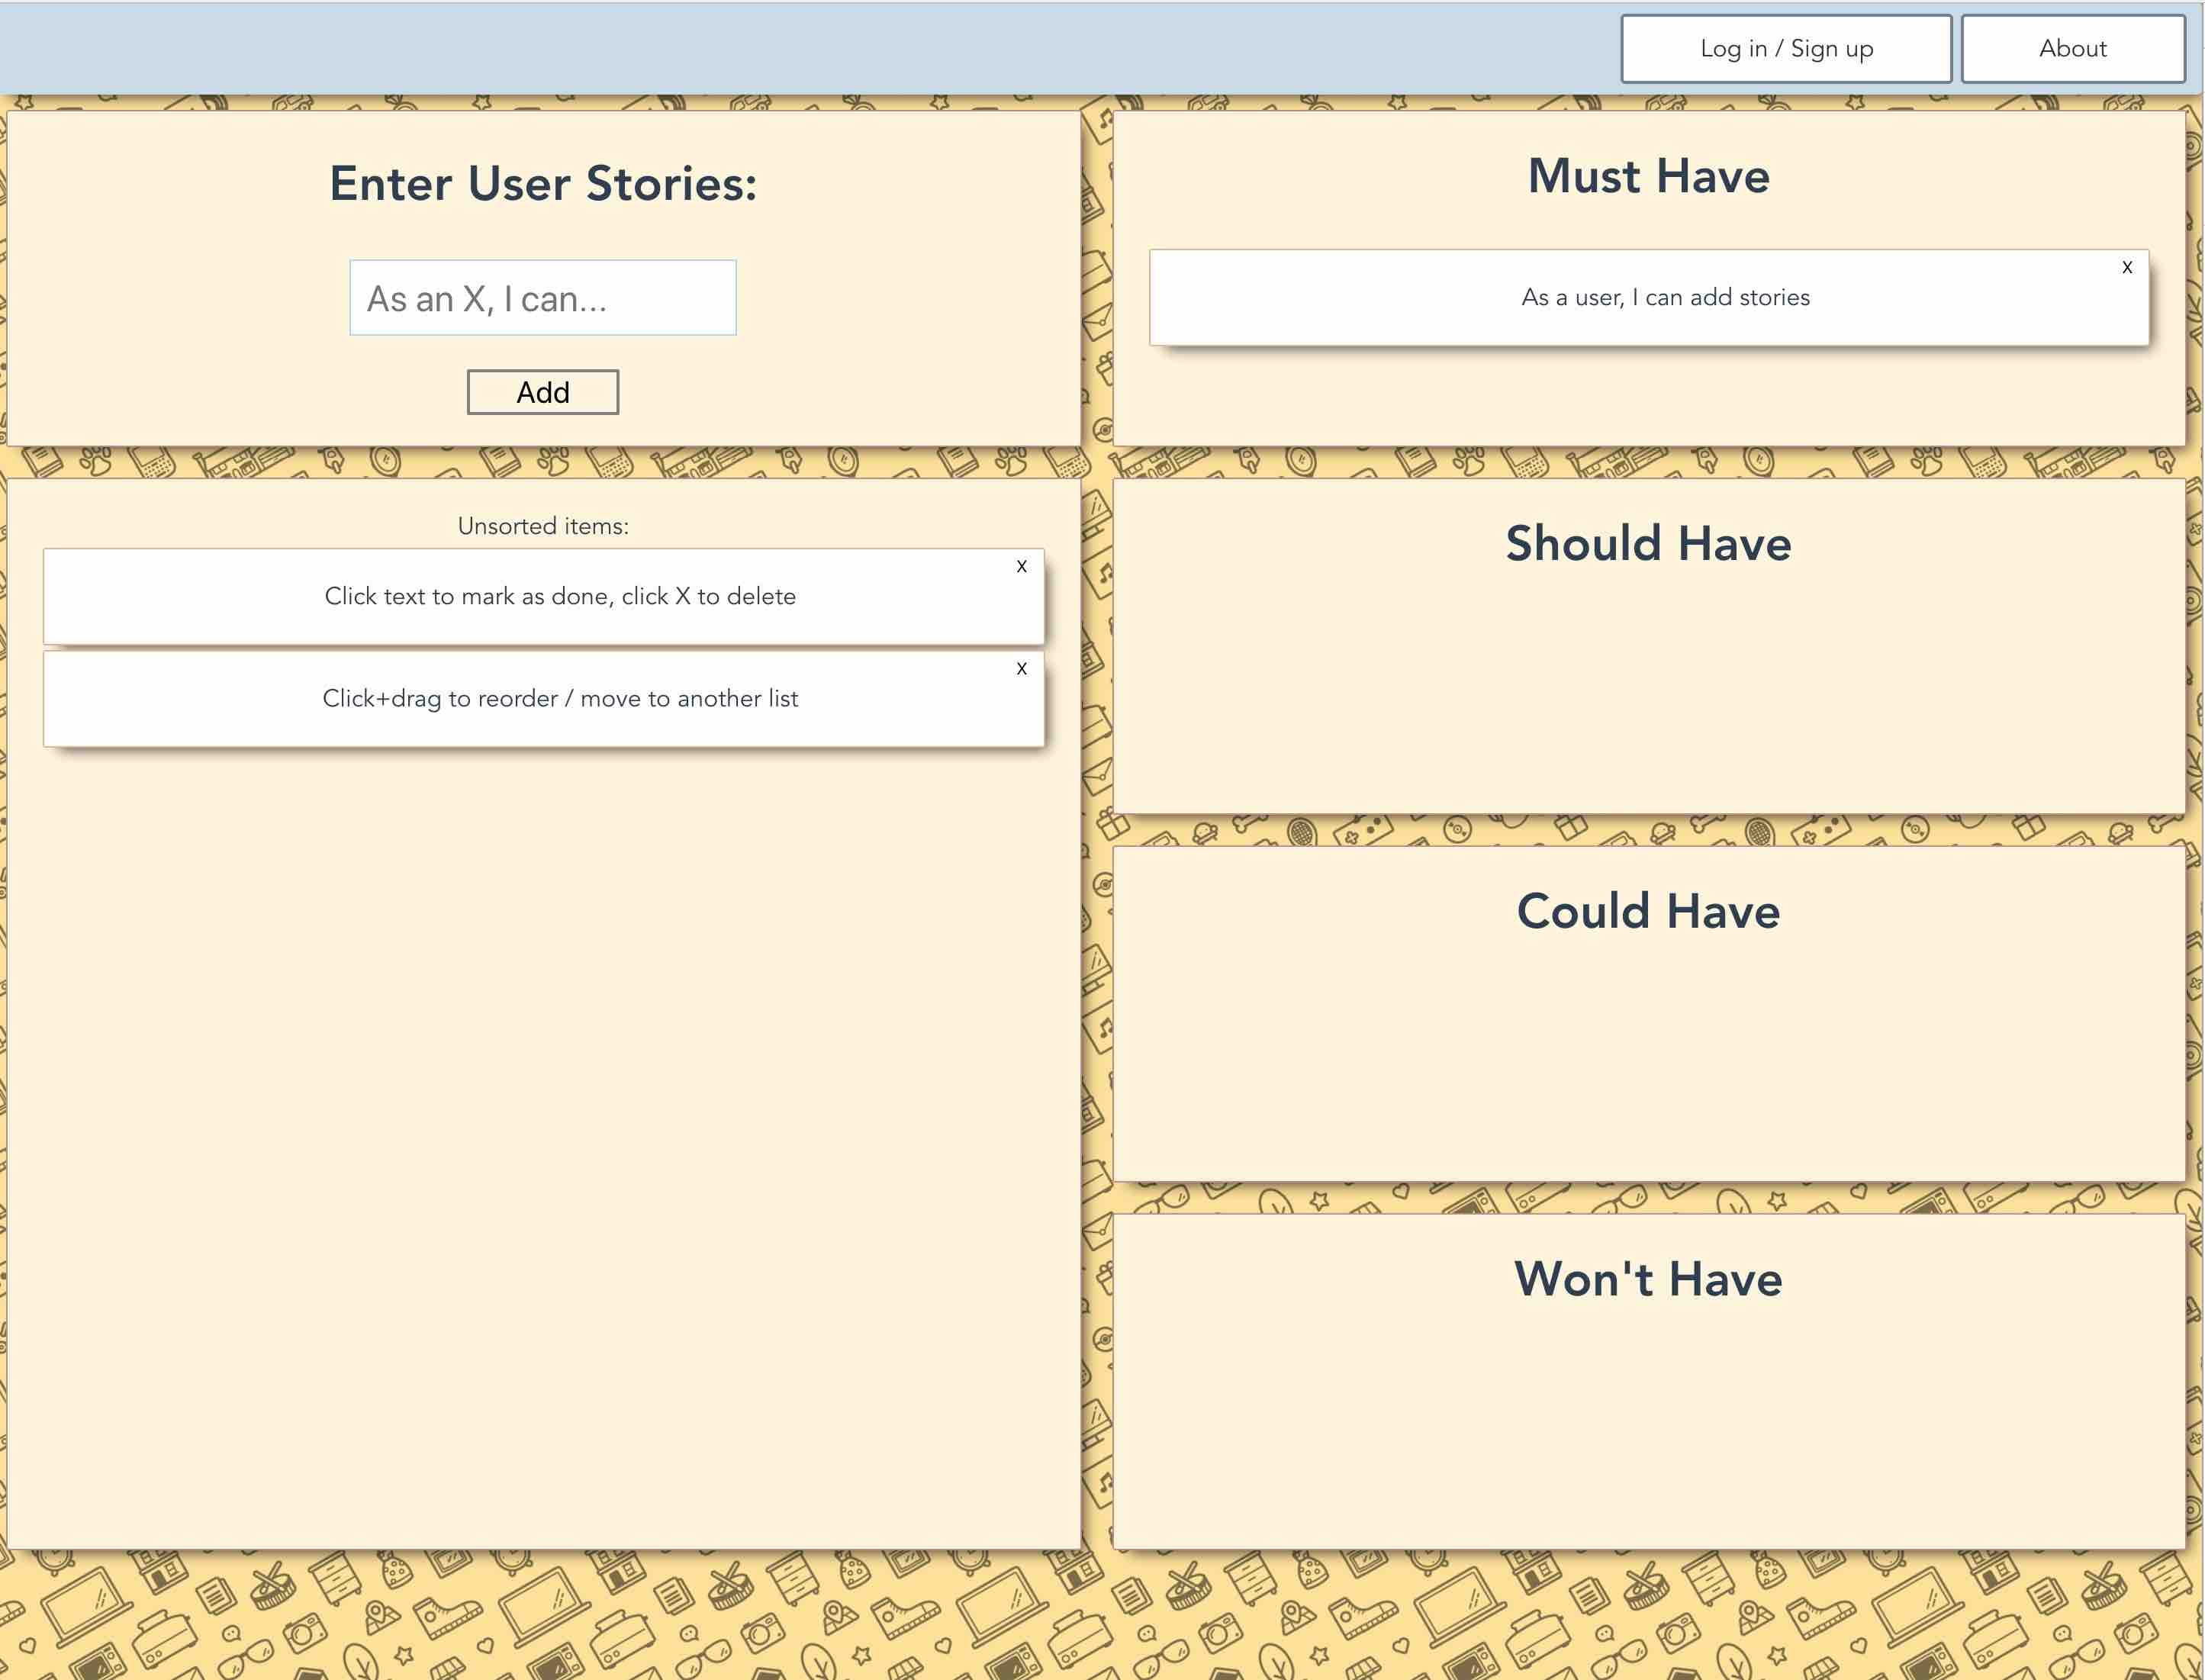 Log in / Sign up
About
Enter User Stories:
As an X, I can...
Add
Unsorted items:
X
Click text to mark as done, click X to delete
X
Click+drag to reorder / move to another list
Must Have
X
As a user, I can add stories
Should Have
Could Have
Won't Have